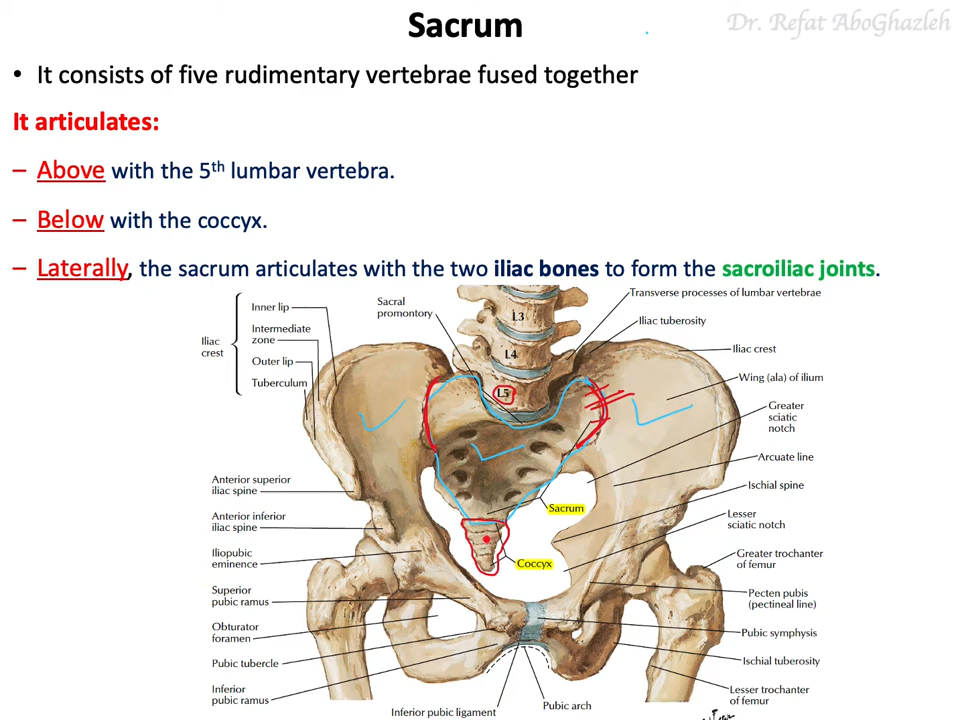 Sacrum
Dr. Refat AboGhazleh
• It consists of five rudimentary vertebrae fused together
It articulates:
– Above with the 5th lumbar vertebra.
– Below with the coccyx.
– Laterally, the sacrum articulates with the two iliac bones to form the sacroiliac joints.
Iliac
crest
Inner lip
Intermediate
zone
Outer lip
Tuberculum
Sacral
promontory
L3
L4
L5
Transverse processes of lumbar vertebrae
Iliac tuberosity
Iliac crest
Wing (ala) of ilium
Greater
sciatic
notch
Arcuate line
Ischial spine
Lesser
sciatic notch
Greater trochanter
of femur
Pecten pubis
(pectineal line)
Pubic symphysis
Ischial tuberosity
Lesser trochanter
of femur
Sacrum
Coccyx
Anterior superior
iliac spine
Anterior inferior
iliac spine
Iliopubic
eminence
Superior
pubic ramus
Obturator
foramen
Pubic tubercle
Inferior
pubic ramus
Inferior pubic ligament
Pubic arch